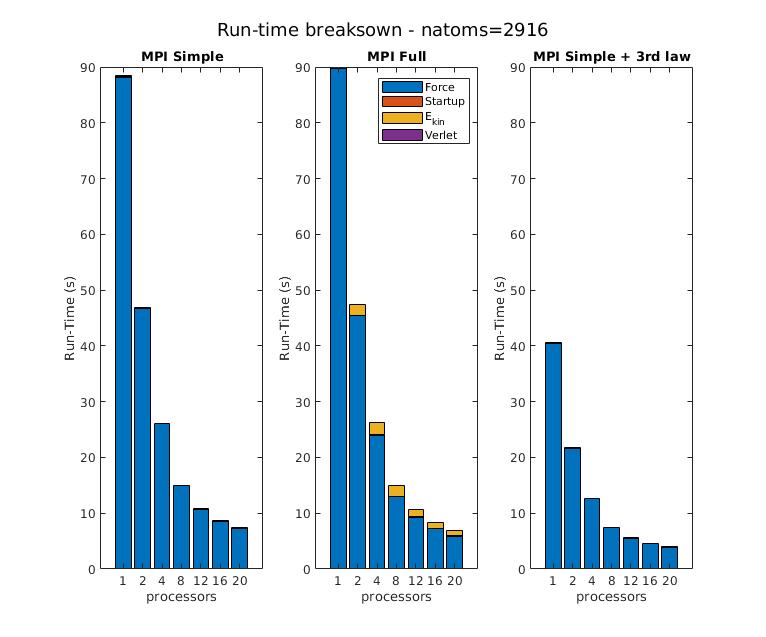 Run-time breaksown - natoms=2916
MPI Simple
90
80
70
60
50
40
30
20
10
0
Run-Time (s)
1 2 4 8 12 16 20
processors
MPI Full
90
80
70
60
50
40
30
20
10
0
Run-Time (s)
Force
Startup
E_kin
Verlet
1 2 4 8 12 16 20
processors
MPI Simple + 3rd law
90
80
70
60
50
40
30
20
10
0
Run-Time (s)
1 2 4 8 12 16 20
processors